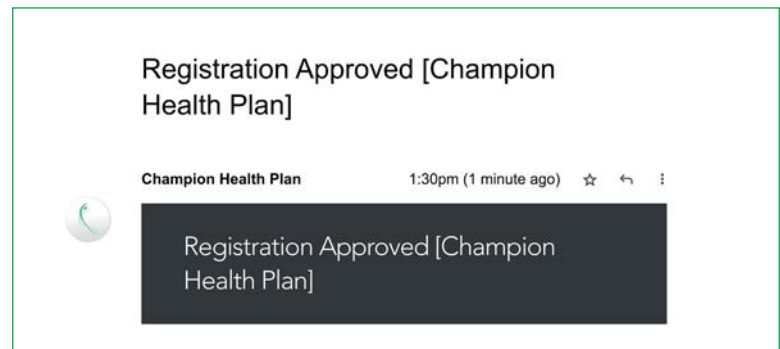 Registration Approved [Champion
Health Plan]
Champion Health Plan 1:30pm (1 minute ago)
Registration Approved [Champion
Health Plan]